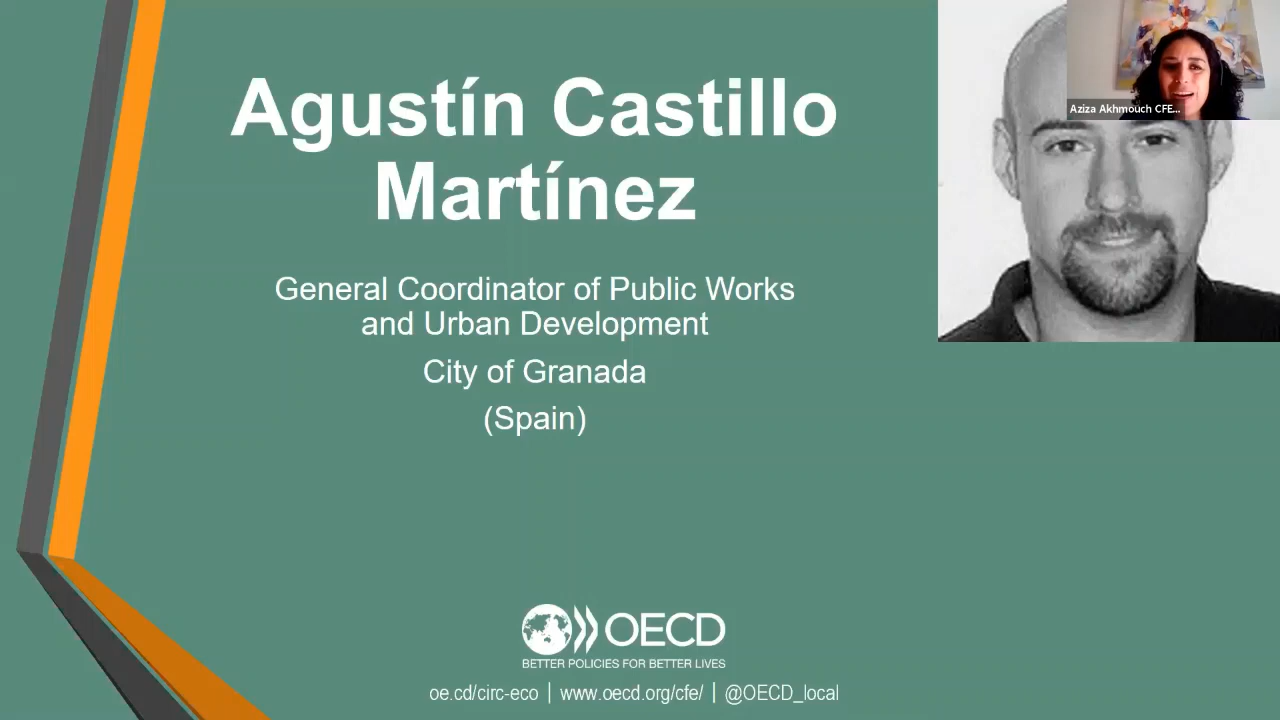 Agustín Castillo
Martínez
General Coordinator of Public Works
and Urban Development
City of Granada
(Spain)
Aziza Akhmouch CFE...
OECD
BETTER POLICIES FOR BETTER LIVES
oe.cd/circ-eco | www.oecd.org/cfe/ | @OECD_local